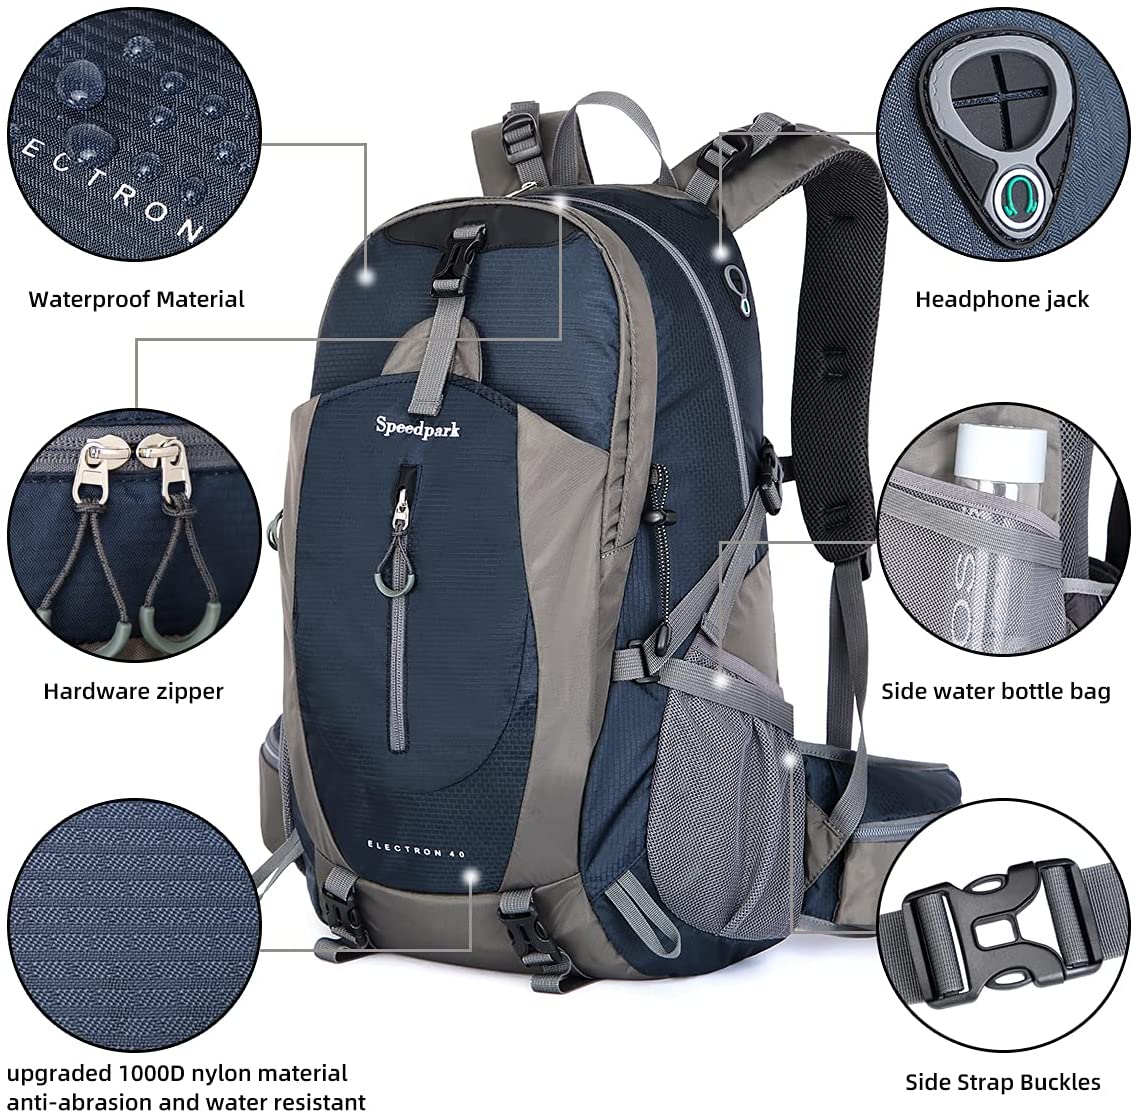 ECTRON
Waterproof Material
Headphone jack
Speedpark
Hardware zipper
Side water bottle bag
SO
ELECTRON 40
upgraded 1000D nylon material
anti-abrasion and water resistant
Side Strap Buckles